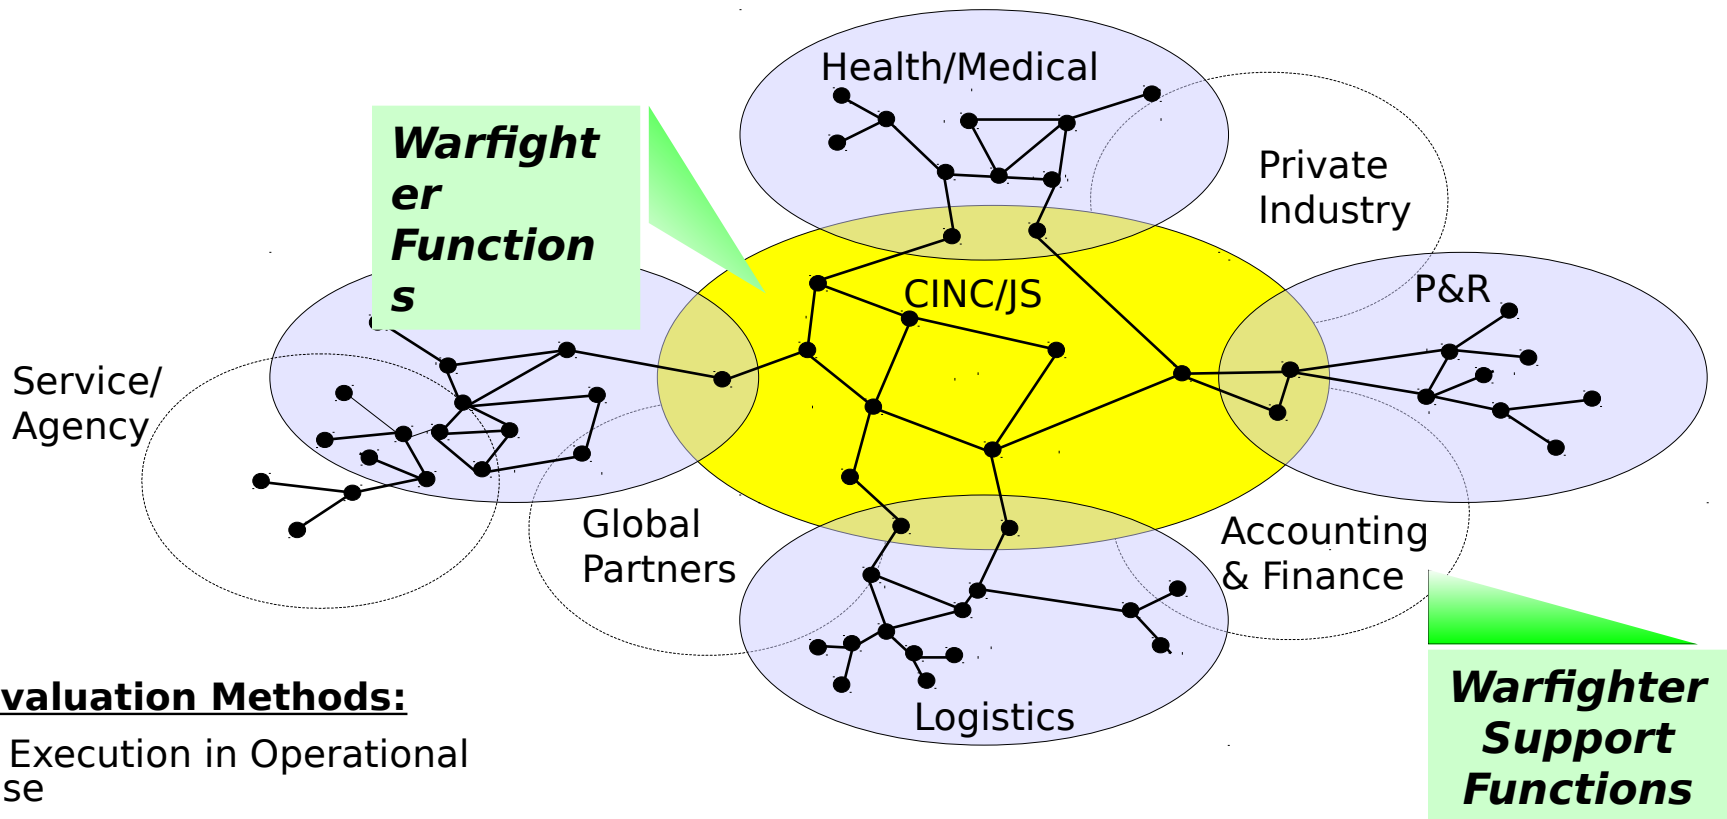 Health/Medical
Warfight
er
Function
s
Private
Industry
CINC/JS
P&R
Service/
Agency
Global
Partners
Accounting
& Finance
Logistics
valuation Methods:
Execution in Operational
se
Warfighter
Support
Functions